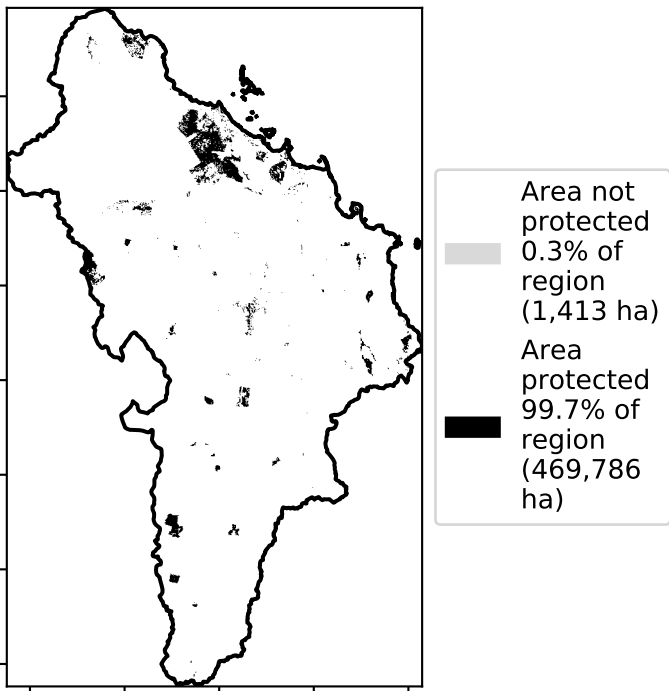 Area not
protected
0.3% of
region
(1,413 ha)
Area
protected
99.7% of
region
(469,786
ha)